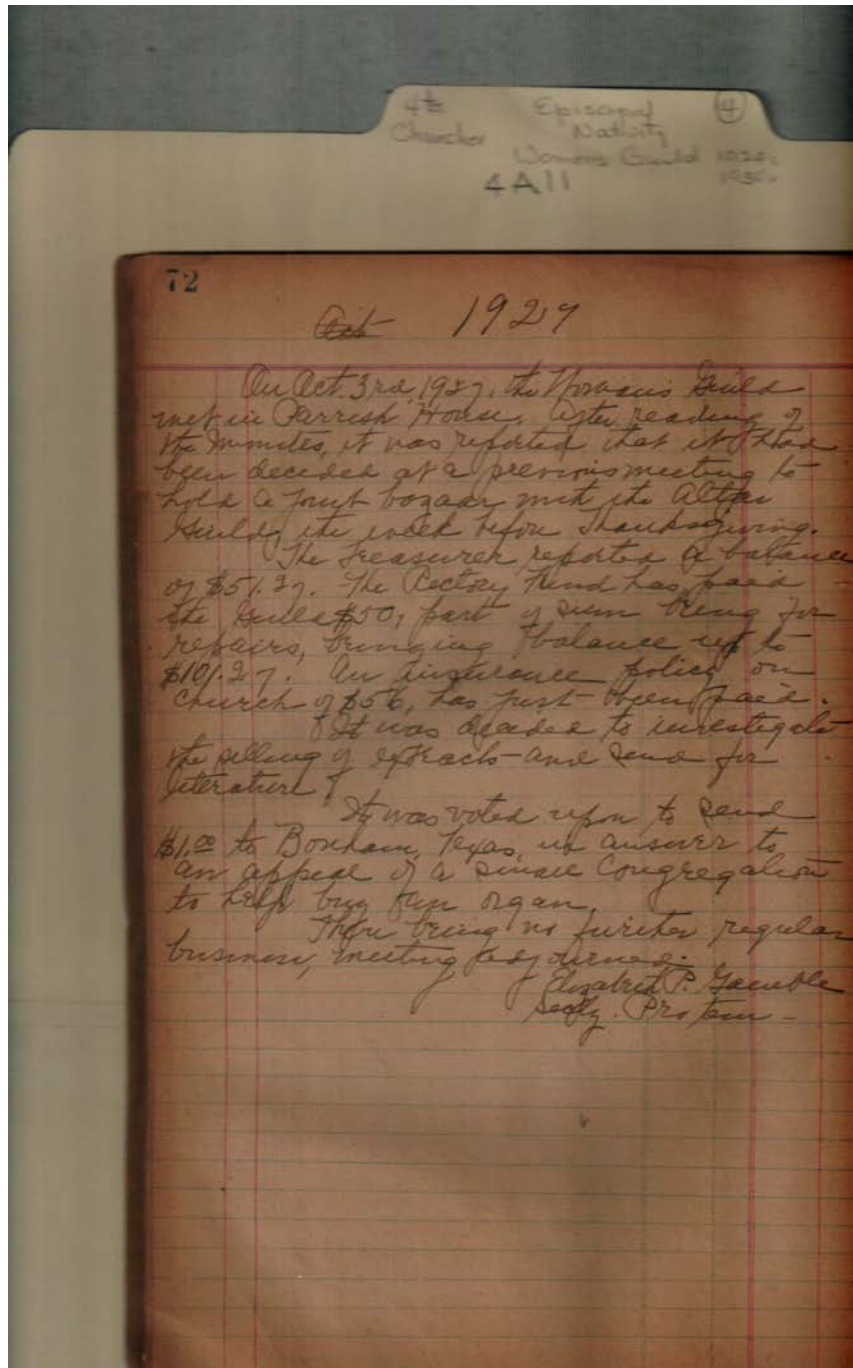 4th Episcopal 4
Churches Nativity
Womens Guild 1920s
4A11 1930s
72
Oct 1927
On Oct. 3rd, 1927, the Woman's Guild
met in Parrish House. After reading of
the minutes, it was reported that it had
been decided at a previous meeting to
hold a joint bazaar with the Altar
Guild, the week before Thanksgiving.
The Treasurer reported a balance
of $51.27. The Rectory Fund has paid
the Guild $50, part of sum being for
repairs, bringing balance up to
$101.27. An insurance policy on
Church of $56, has just been paid.
It was decided to investigate
the selling of extracts and send for
literature.
It was voted upon to send
$1.00 to Bonham, Texas, in answer to
an appeal of a small Congregation
to help buy an organ.
There being no further regular
business, meeting adjourned.
Elizabeth P. Gamble
Sec'ty. Pro tem -